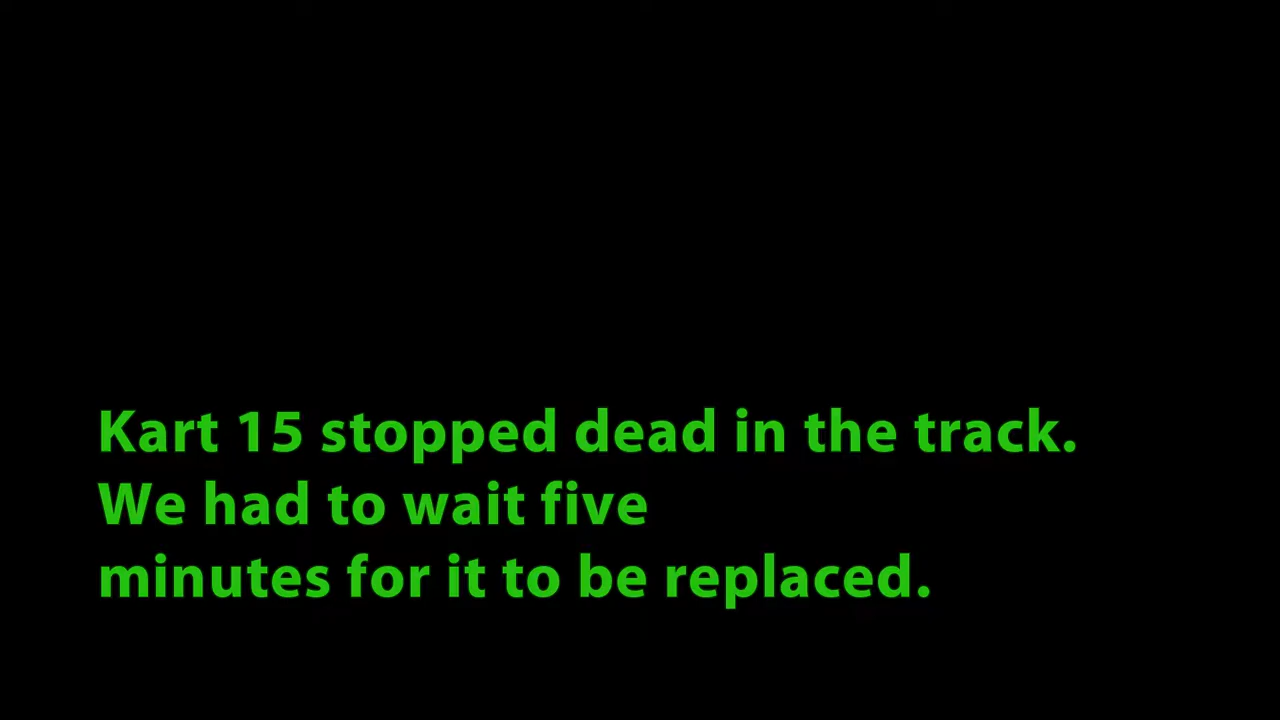 Kart 15 stopped dead in the track.
We had to wait five
minutes for it to be replaced.